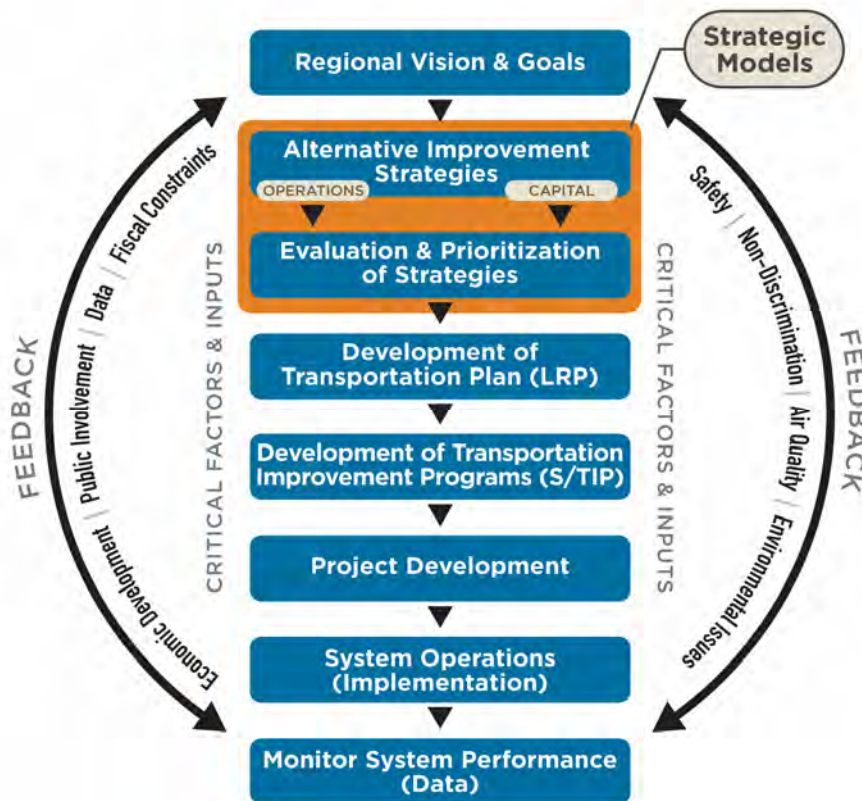 Strategic
Models
Regional Vision & Goals
Alternative Improvement
Strategies
OPERATIONS
CAPITAL
Evaluation & Prioritization
of Strategies
Development of
Transportation Plan (LRP)
Development of Transportation
Improvement Programs (S/TIP)
Project Development
System Operations
(Implementation)
Monitor System Performance
(Data)
FEEDBACK
Economic Development | Public Involvement | Data | Fiscal Constraints
CRITICAL FACTORS & INPUTS
CRITICAL FACTORS & INPUTS
Safety | Non-Discrimination | Air Quality | Environmental Issues
FEEDBACK